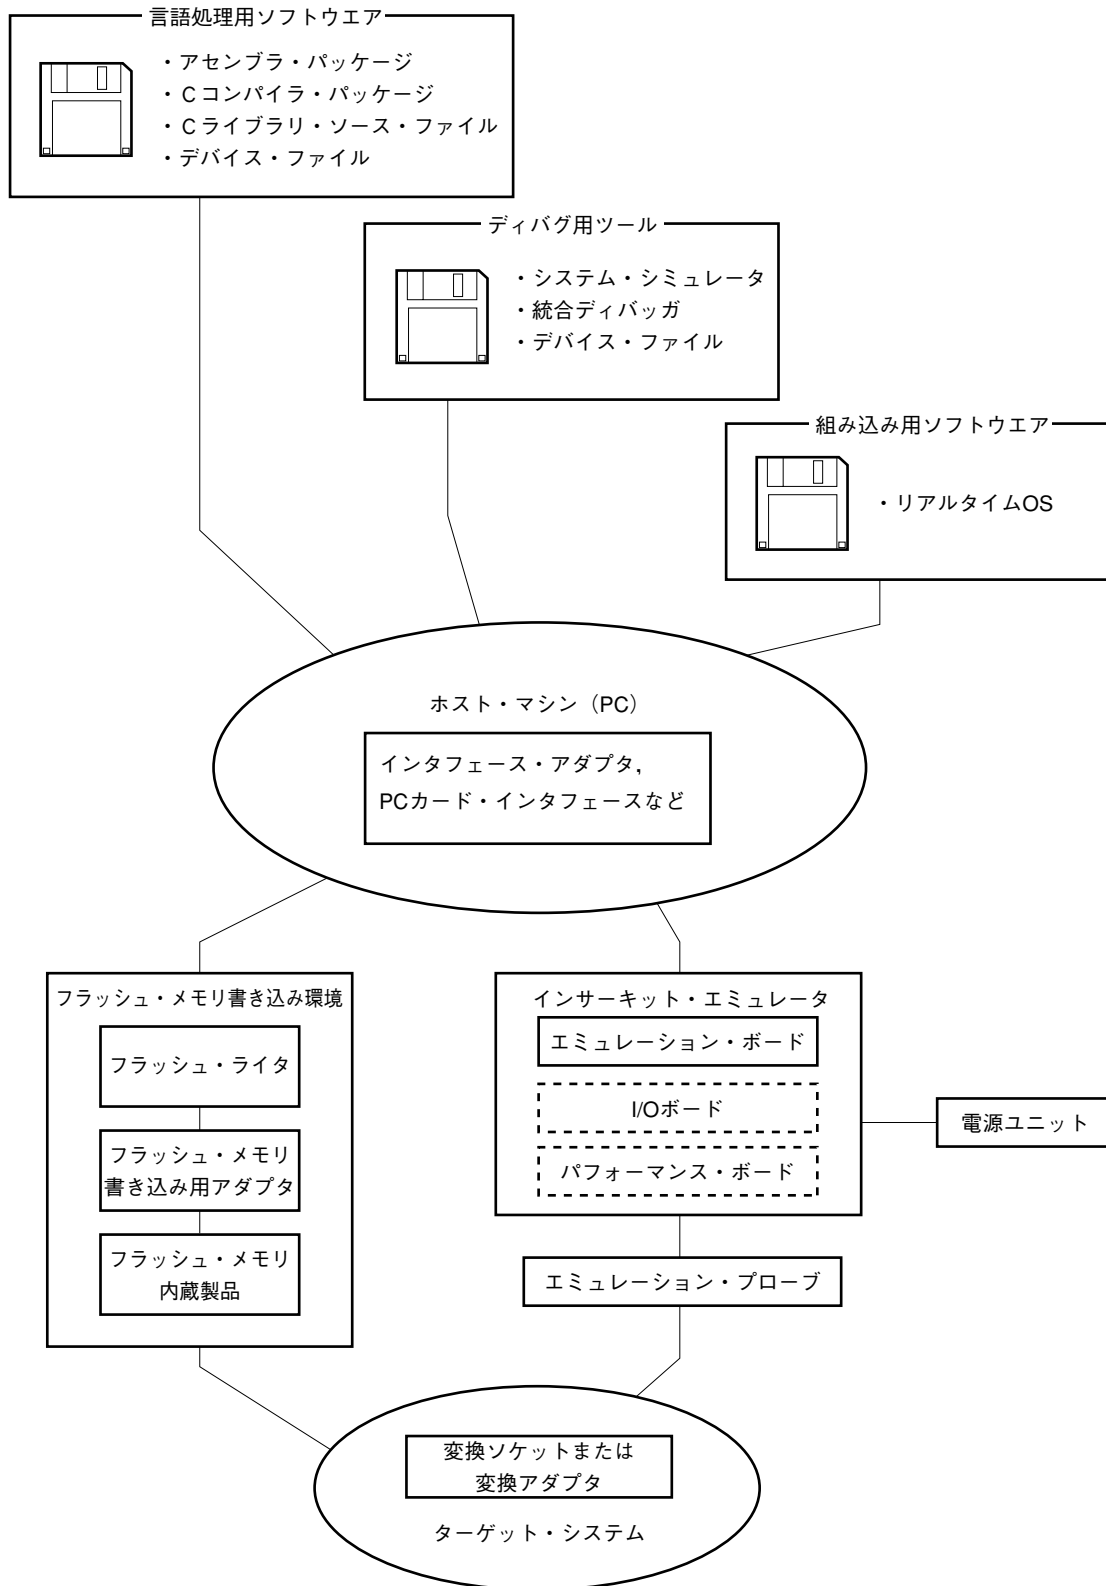 言語処理用ソフトウエア
・アセンブラ・パッケージ
・Cコンパイラ・パッケージ
・Cライブラリ・ソース・ファイル
・デバイス・ファイル
ディバグ用ツール
・システム・シミュレータ
・統合ディバッガ
・デバイス・ファイル
組み込み用ソフトウエア
・リアルタイムOS
ホスト・マシン（PC）
インタフェース・アダプタ,
PCカード・インタフェースなど
フラッシュ・メモリ書き込み環境
フラッシュ・ライタ
フラッシュ・メモリ
書き込み用アダプタ
フラッシュ・メモリ
内蔵製品
インサーキット・エミュレータ
エミュレーション・ボード
I/Oボード
パフォーマンス・ボード
電源ユニット
エミュレーション・プローブ
変換ソケットまたは
変換アダプタ
ターゲット・システム